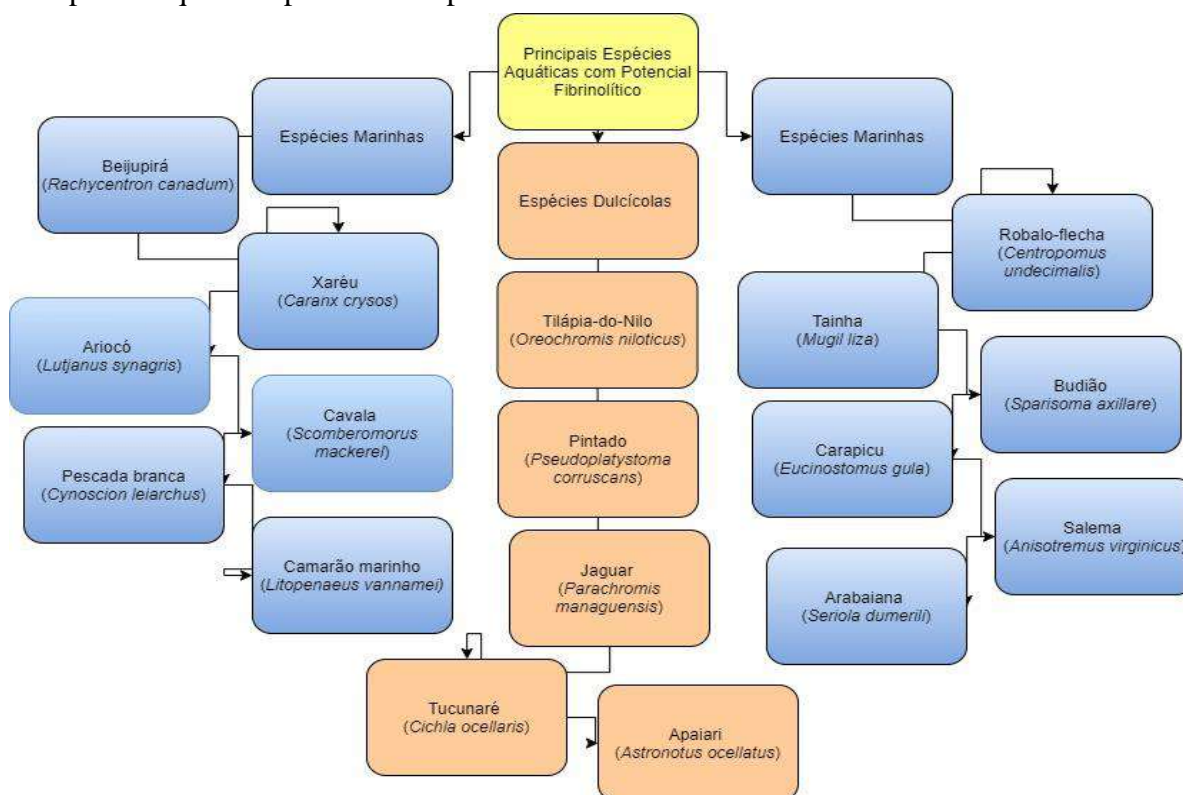 Principais Espécies
Aquáticas com Potencial
Fibrinolítico
Espécies Marinhas
Beijupirá
(Rachycentron canadum)
Xaréu
(Caranx crysos)
Ariocó
(Lutjanus synagris)
Cavala
(Scomberomorus
mackerel)
Pescada branca
(Cynoscion leiarchus)
Camarão marinho
(Litopenaeus vannamei)
Espécies Dulcícolas
Tilápia-do-Nilo
(Oreochromis niloticus)
Pintado
(Pseudoplatystoma
corruscans)
Jaguar
(Parachromis
managuensis)
Tucunaré
(Cichla ocellaris)
Apaiari
(Astronotus ocellatus)
Espécies Marinhas
Robalo-flecha
(Centropomus
undecimalis)
Tainha
(Mugil liza)
Budião
(Sparisoma axillare)
Carapicu
(Eucinostomus gula)
Salema
(Anisotremus virginicus)
Arabaiana
(Seriola dumerili)